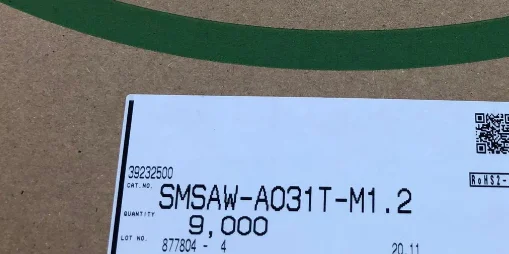 39232500
CAT. NO. SMSAW-A031T-M1.2
RoHS2-
QUANTITY 9,000
LOT NO. 877804 - 4 20.11